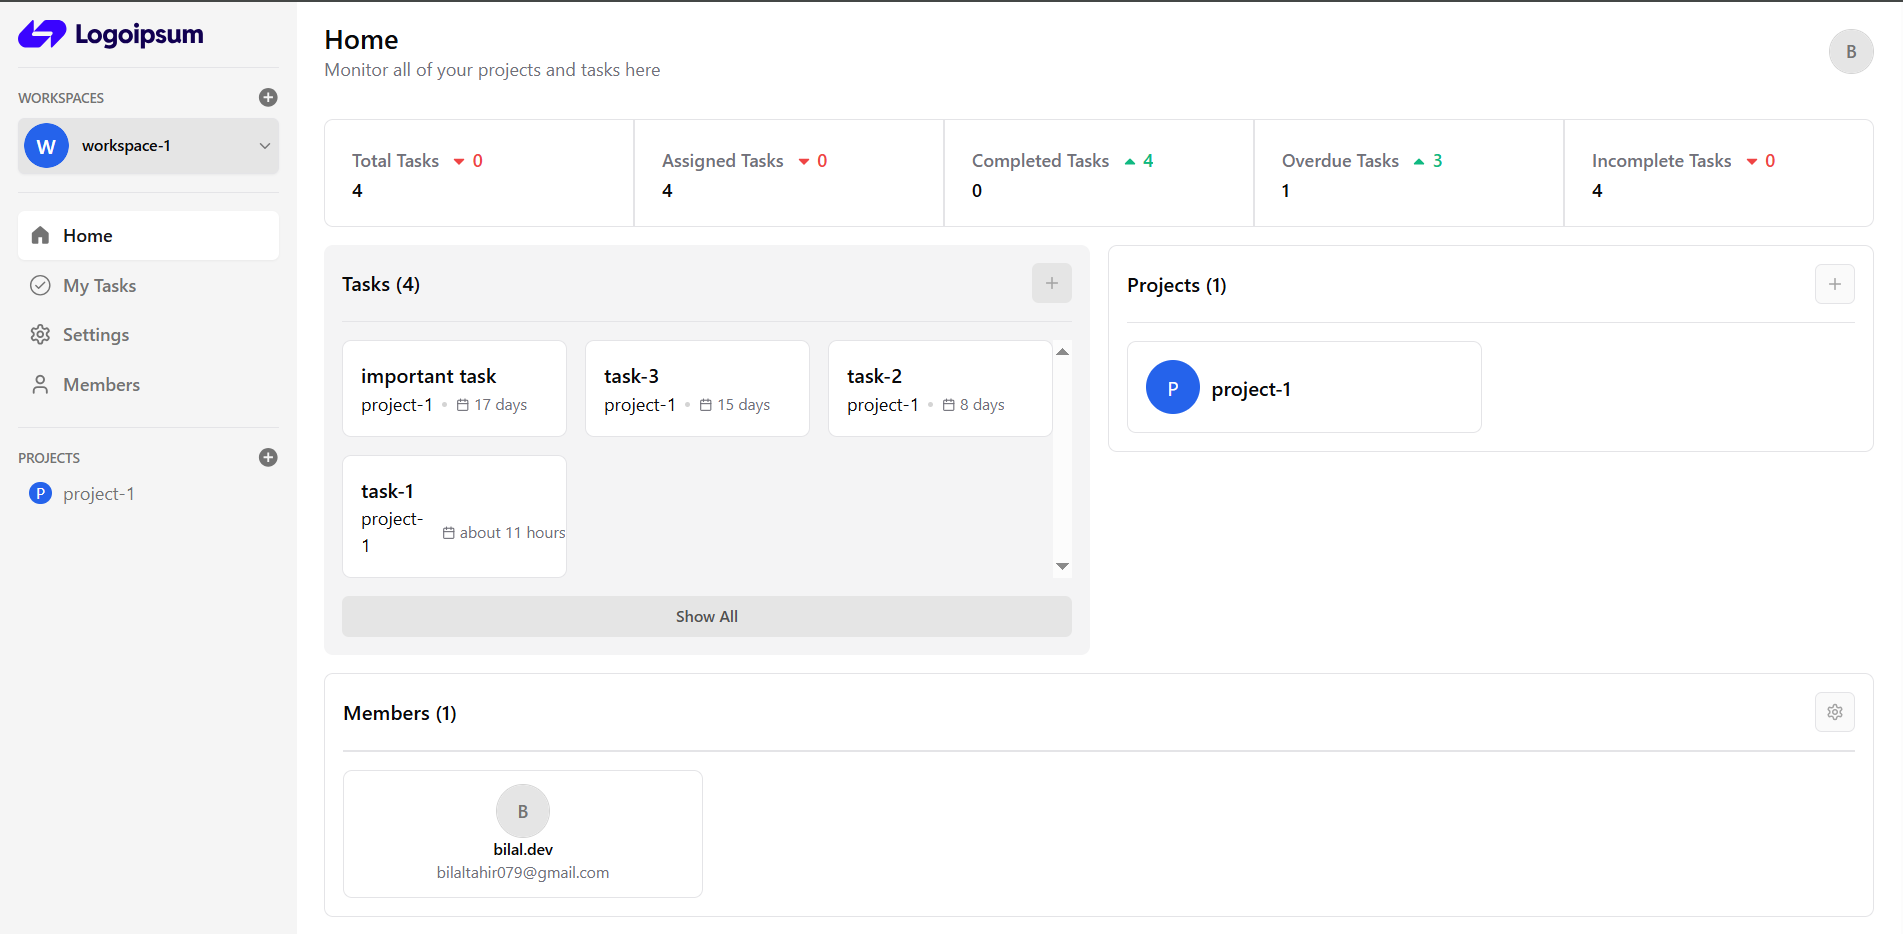 Logoipsum
WORKSPACES
W workspace-1
Home
My Tasks
Settings
Members
PROJECTS
P project-1
Home
Monitor all of your projects and tasks here
B
Total Tasks 0
4
Assigned Tasks 0
4
Completed Tasks 4
0
Overdue Tasks 3
1
Incomplete Tasks 0
4
Tasks (4)
important task
project-1 • 17 days
task-3
project-1 • 15 days
task-2
project-1 • 8 days
task-1
project-
1
about 11 hours
Show All
Projects (1)
P project-1
Members (1)
B
bilal.dev
bilaltahir079@gmail.com